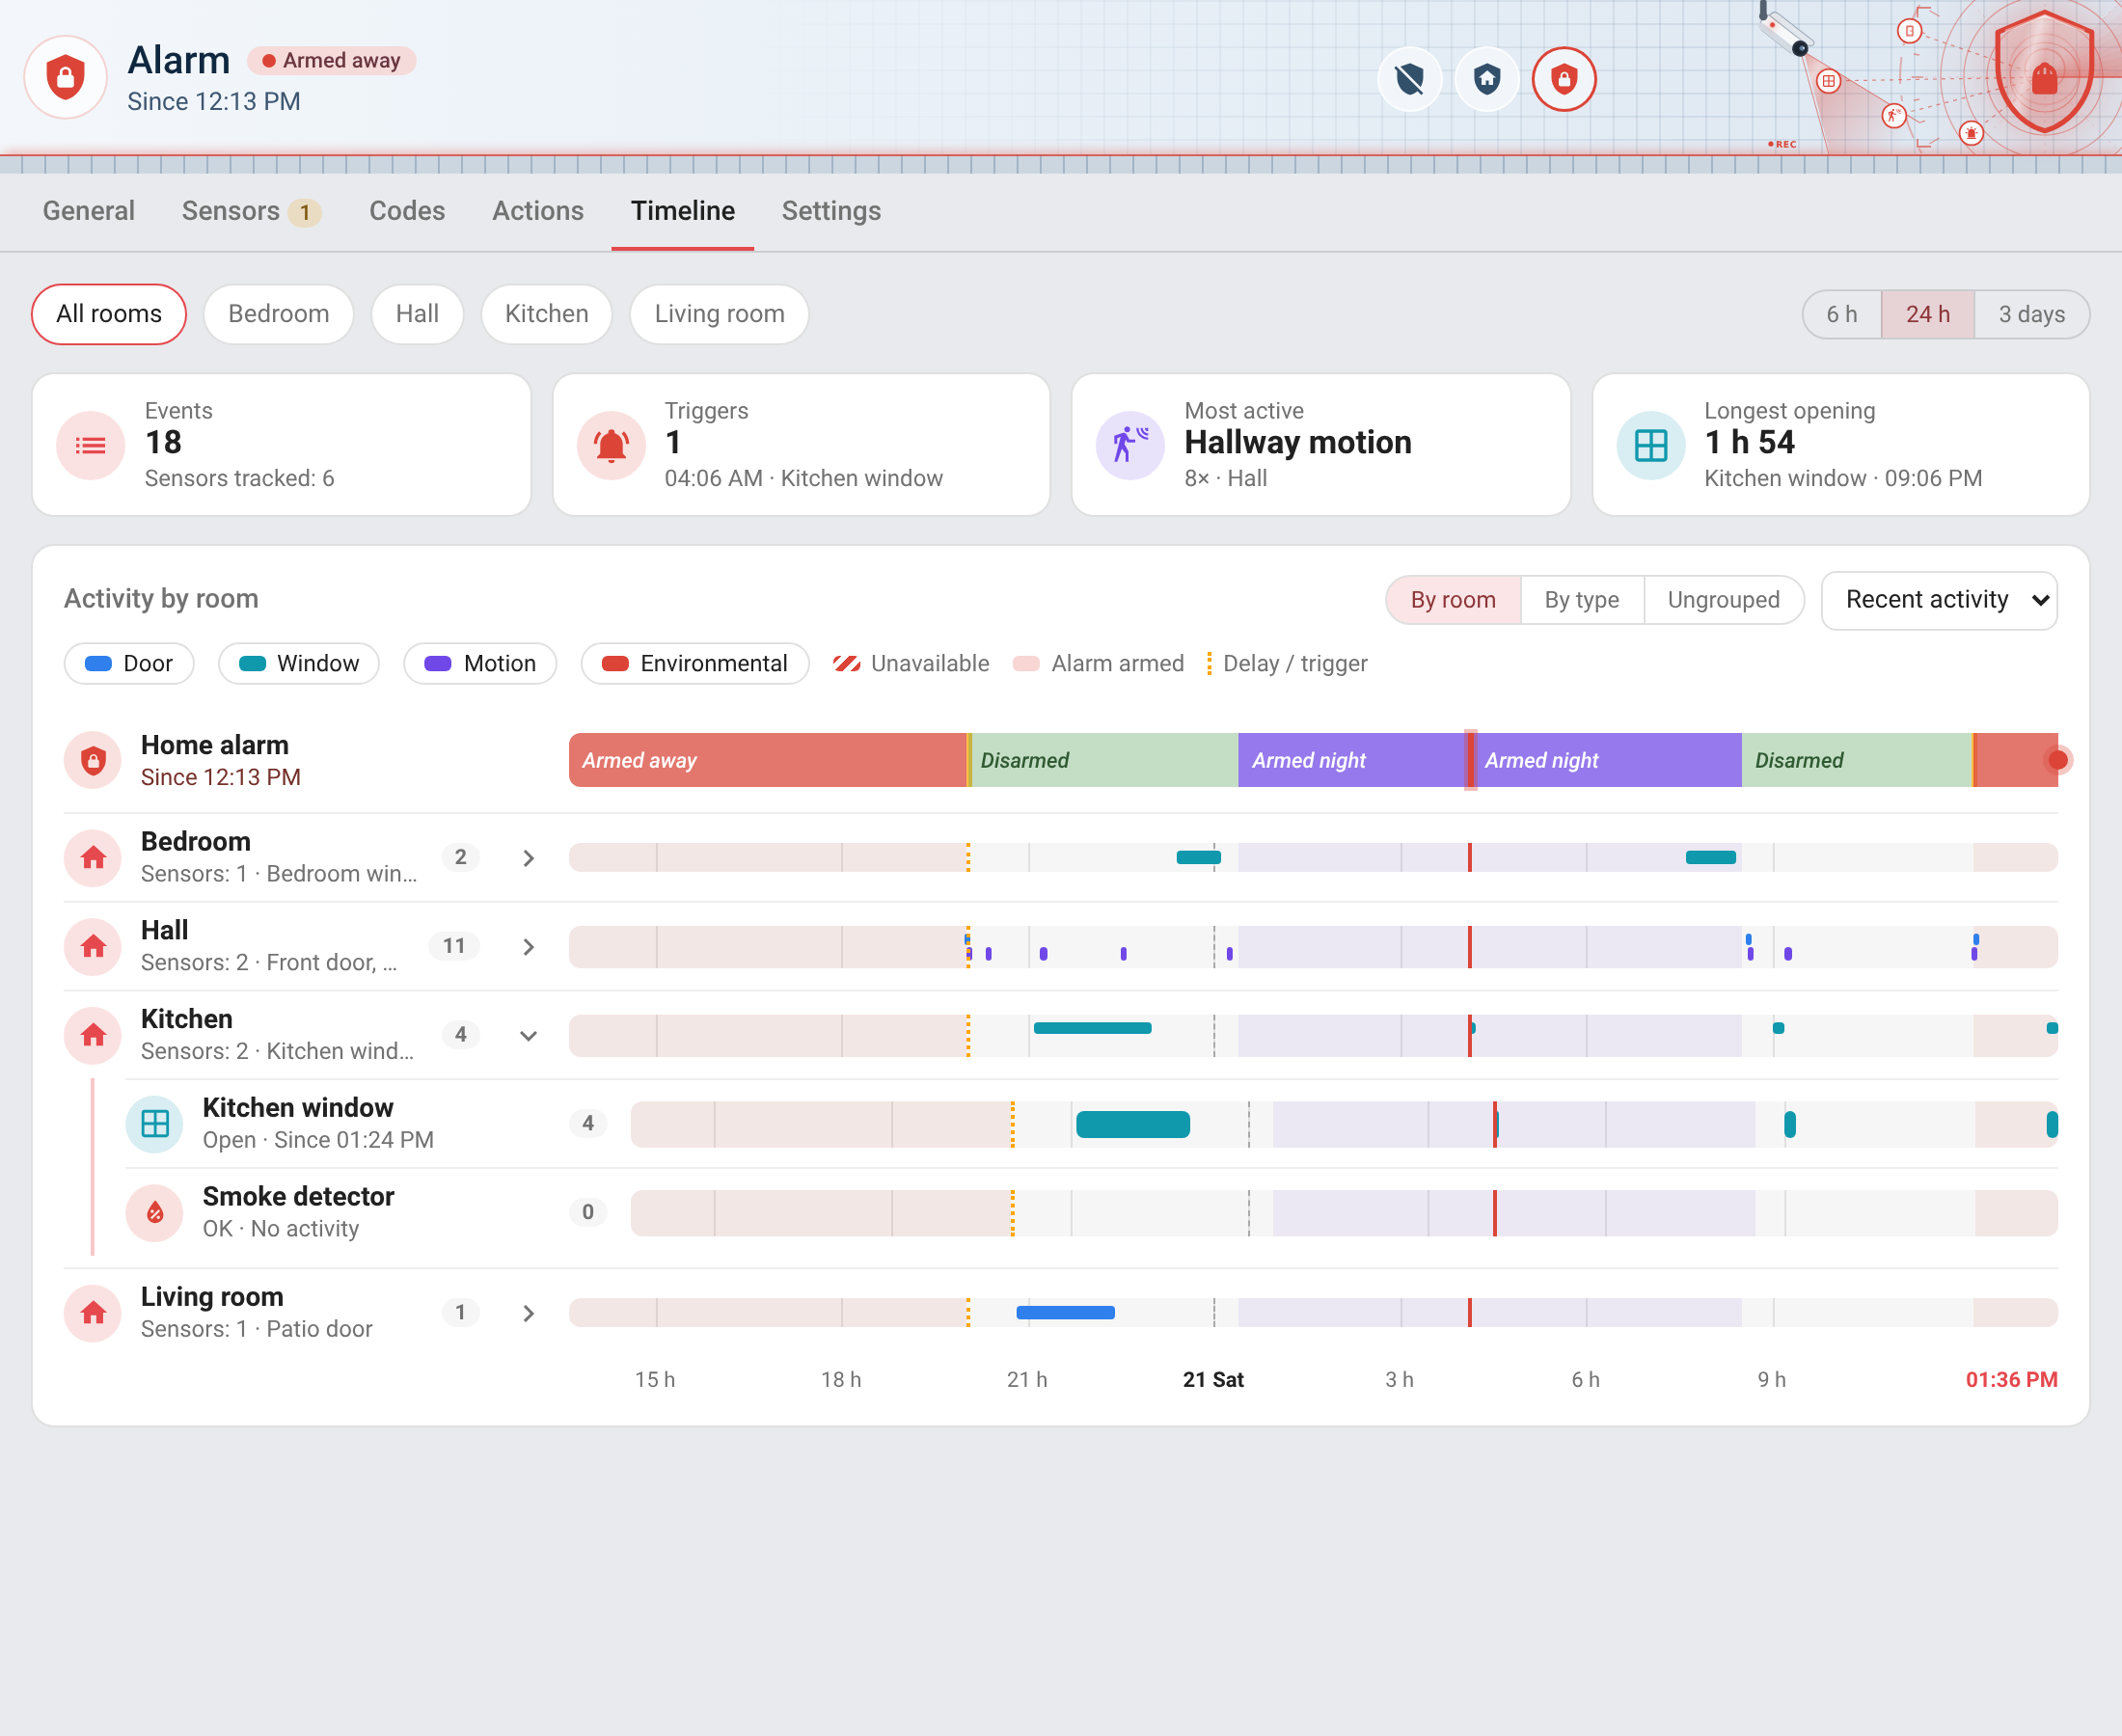 Alarm
Armed away
Since 12:13 PM
REC
General
Sensors 1
Codes
Actions
Timeline
Settings
All rooms
Bedroom
Hall
Kitchen
Living room
6 h
24 h
3 days
Events
18
Sensors tracked: 6
Triggers
1
04:06 AM · Kitchen window
Most active
Hallway motion
8× · Hall
Longest opening
1 h 54
Kitchen window · 09:06 PM
Activity by room
By room
By type
Ungrouped
Recent activity
Door
Window
Motion
Environmental
Unavailable
Alarm armed
Delay / trigger
Home alarm
Since 12:13 PM
Armed away
Disarmed
Armed night
Armed night
Disarmed
Bedroom
Sensors: 1 · Bedroom win...
2
Hall
Sensors: 2 · Front door, ...
11
Kitchen
Sensors: 2 · Kitchen wind...
4
Kitchen window
Open · Since 01:24 PM
4
Smoke detector
OK · No activity
0
Living room
Sensors: 1 · Patio door
1
15 h
18 h
21 h
21 Sat
3 h
6 h
9 h
01:36 PM